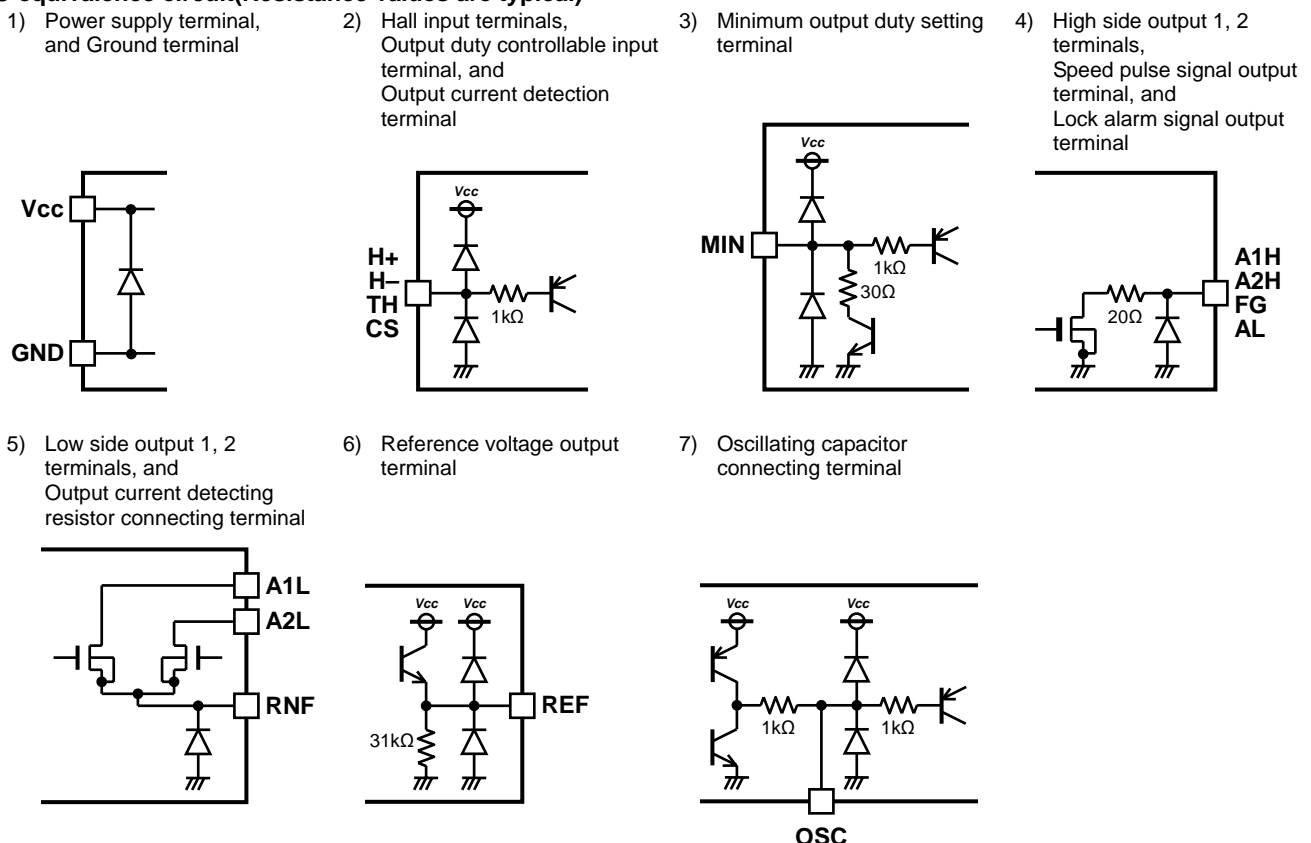 1) Power supply terminal,
and Ground terminal
2) Hall input terminals,
Output duty controllable input
terminal, and
Output current detection
terminal
3) Minimum output duty setting
terminal
4) High side output 1, 2
terminals,
Speed pulse signal output
terminal, and
Lock alarm signal output
terminal
Vcc
GND
Vcc
H+
H–
TH
CS
1kΩ
Vcc
MIN
1kΩ
30Ω
20Ω
A1H
A2H
FG
AL
5) Low side output 1, 2
terminals, and
Output current detecting
resistor connecting terminal
6) Reference voltage output
terminal
7) Oscillating capacitor
connecting terminal
A1L
A2L
RNF
Vcc Vcc
REF
31kΩ
Vcc Vcc
1kΩ 1kΩ
OSC